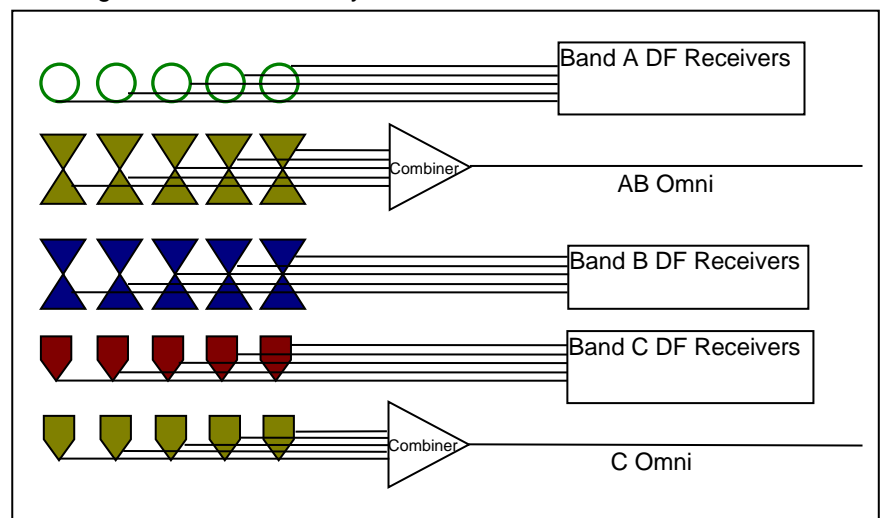 Band A DF Receivers
Combiner
AB Omni
Band B DF Receivers
Band C DF Receivers
Combiner
C Omni